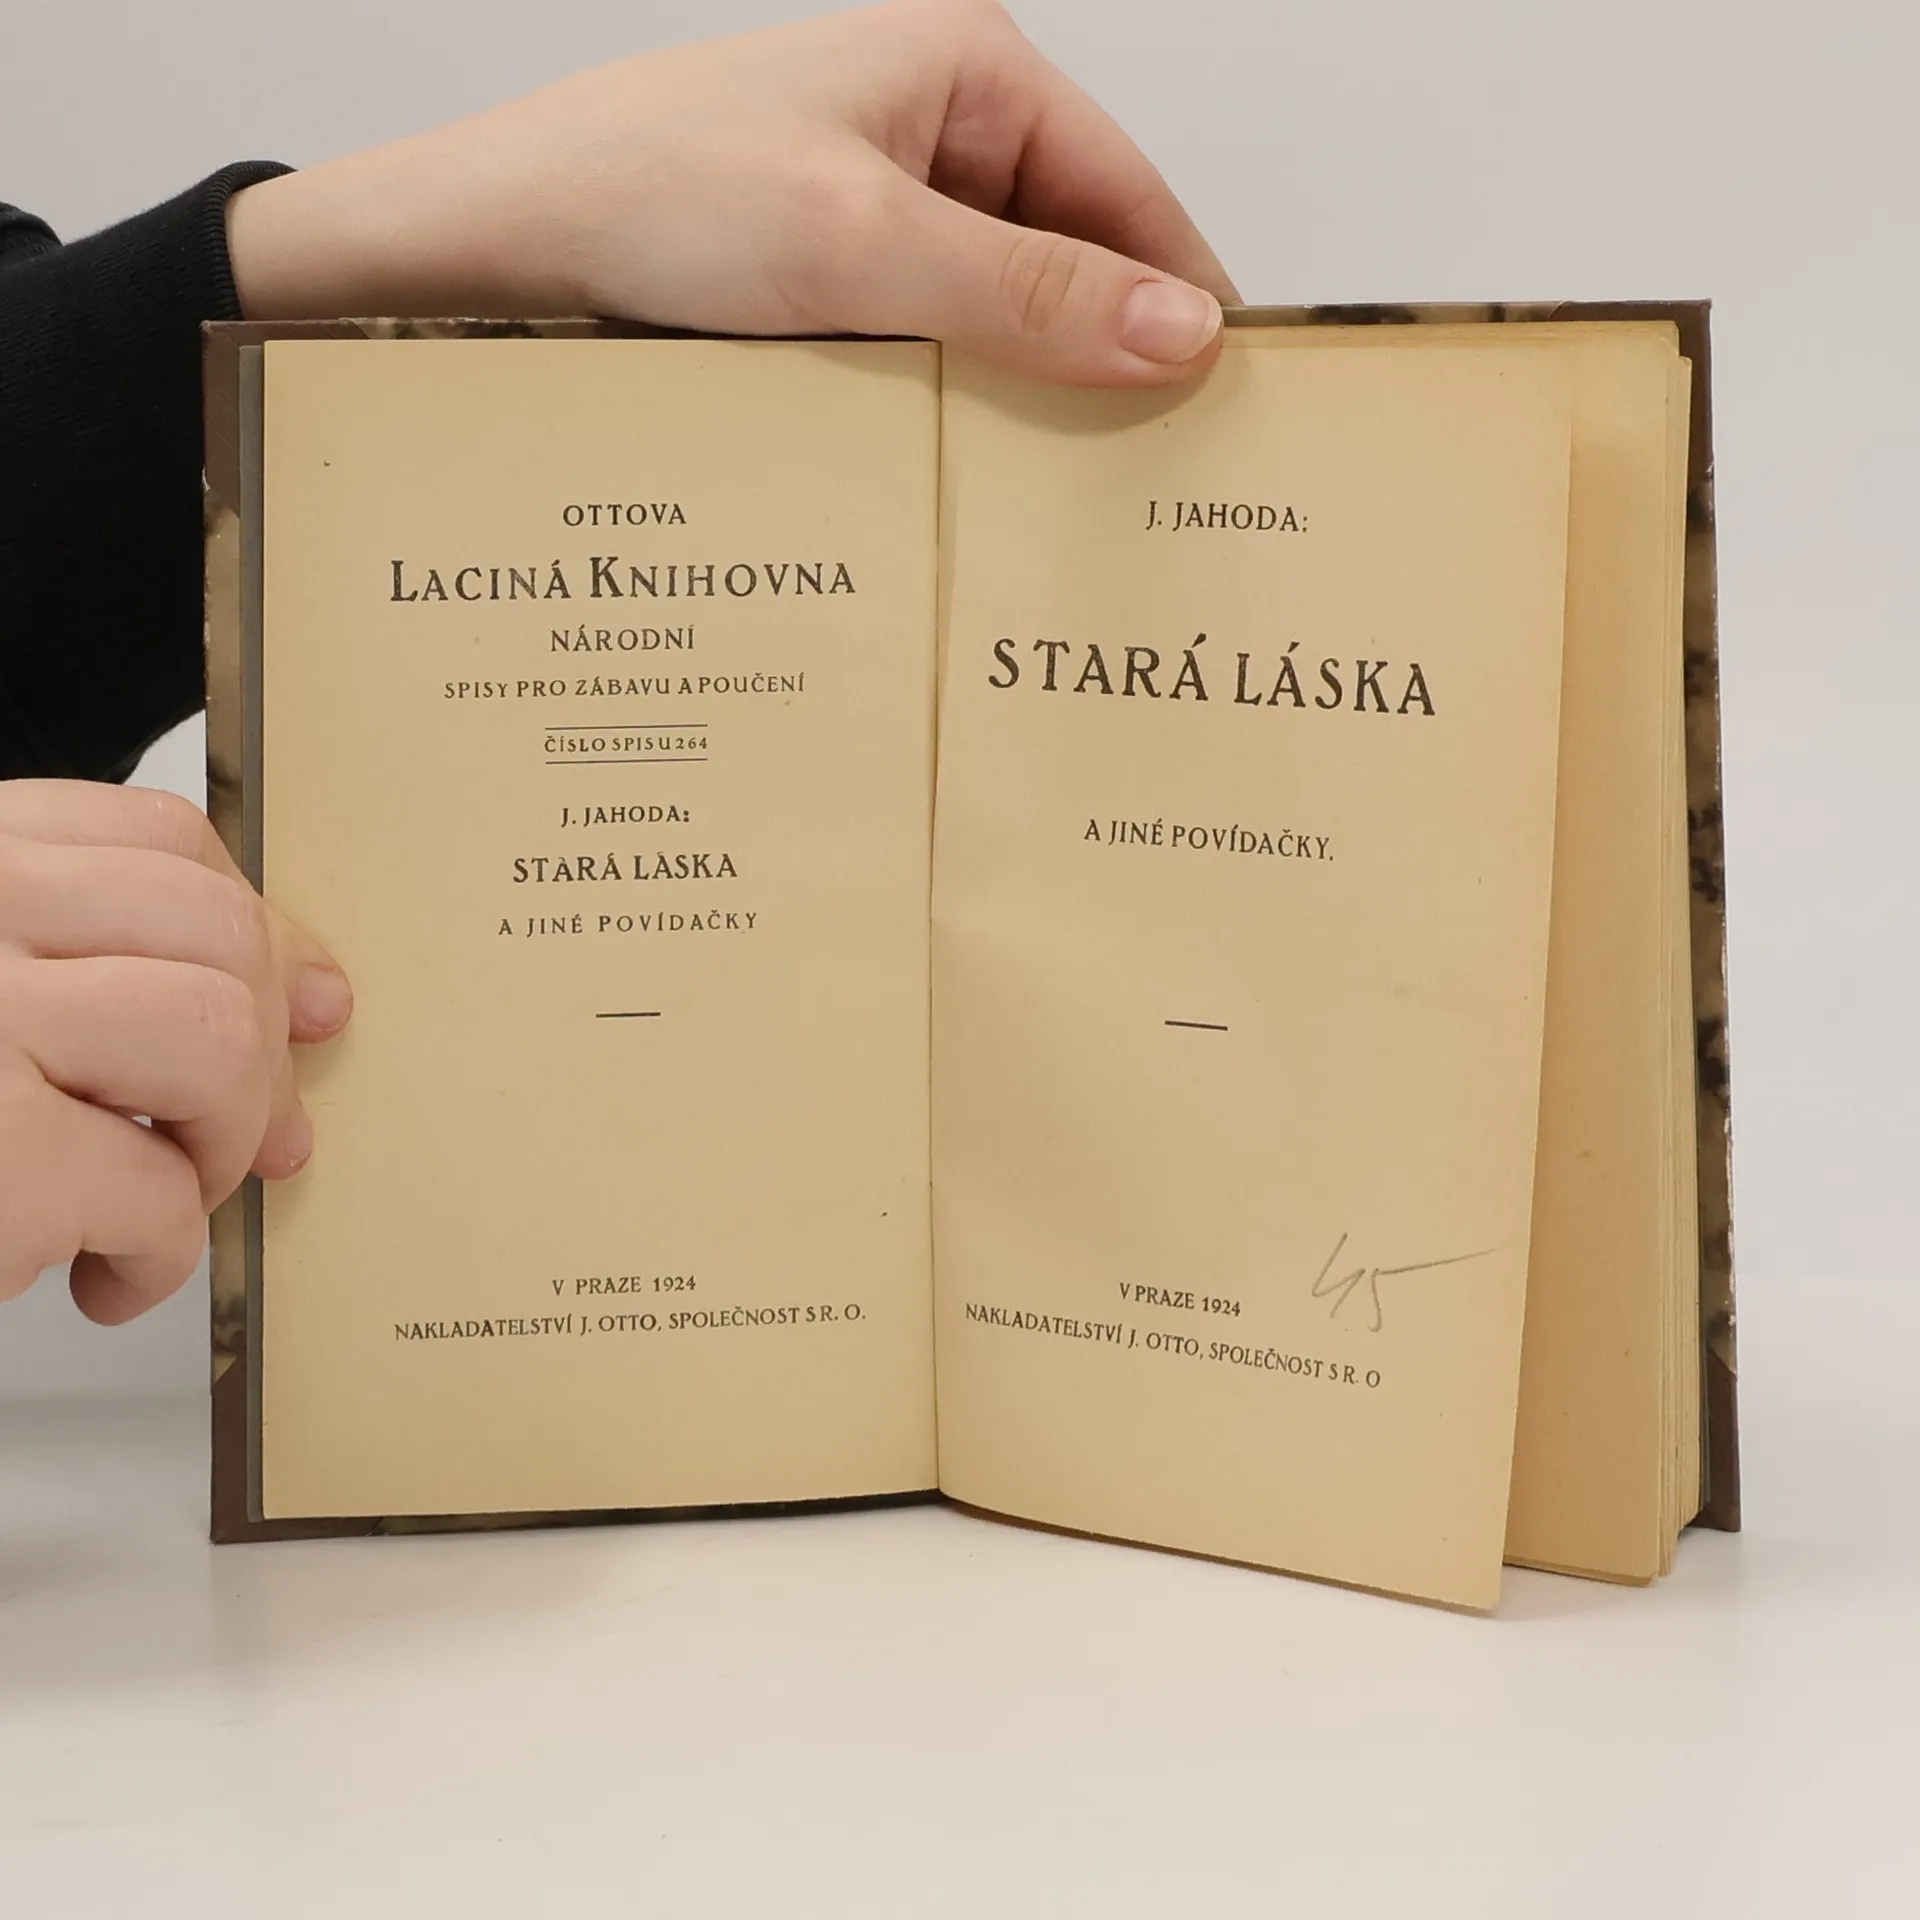 OTTOVA
LACINÁ KNIHOVNA
NÁRODNÍ
SPISY PRO ZÁBAVU A POUČENÍ
ČÍSLO SPISU 264
J. JAHODA:
STARÁ LÁSKA
A JINÉ POVÍDAČKY
V PRAZE 1924
NAKLADATELSTVÍ J. OTTO, SPOLEČNOST S R. O.
J. JAHODA:
STARÁ LÁSKA
A JINÉ POVÍDAČKY.
45
V PRAZE 1924
NAKLADATELSTVÍ J. OTTO, SPOLEČNOST S R. O